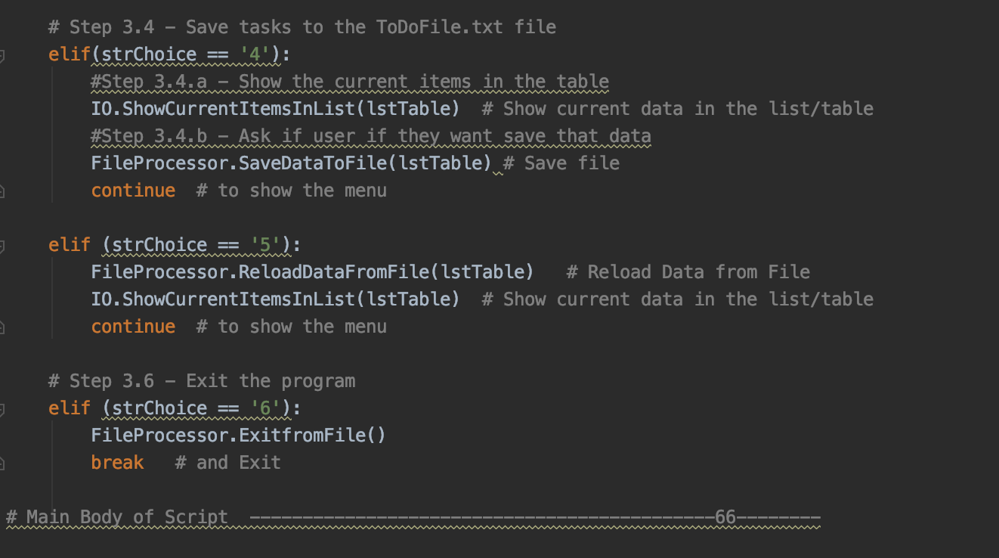 # Step 3.4 - Save tasks to the ToDoFile.txt file
elif(strChoice == '4'):
#Step 3.4.a - Show the current items in the table
IO.ShowCurrentItemsInList(lstTable)  # Show current data in the list/table
#Step 3.4.b - Ask if user if they want save that data
FileProcessor.SaveDataToFile(lstTable) # Save file
continue  # to show the menu
elif (strChoice == '5'):
FileProcessor.ReloadDataFromFile(lstTable)   # Reload Data from File
IO.ShowCurrentItemsInList(lstTable)  # Show current data in the list/table
continue  # to show the menu
# Step 3.6 - Exit the program
elif (strChoice == '6'):
FileProcessor.ExitfromFile()
break   # and Exit
# Main Body of Script  --------------------------------------------66--------